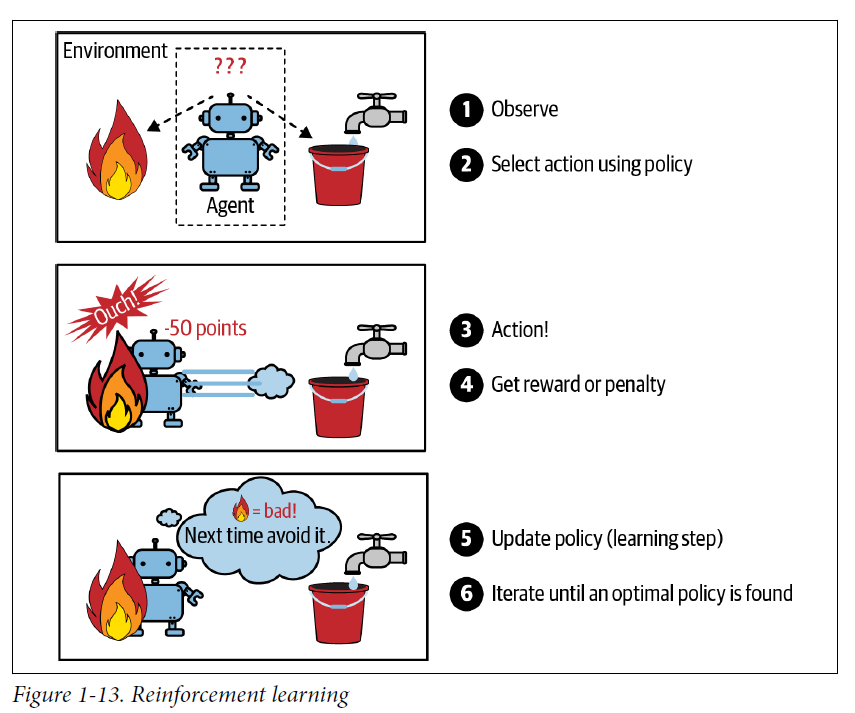 Environment
???
Agent
1 Observe
2 Select action using policy
Ouch!
-50 points
3 Action!
4 Get reward or penalty
= bad!
Next time avoid it.
5 Update policy (learning step)
6 Iterate until an optimal policy is found
Figure 1-13. Reinforcement learning